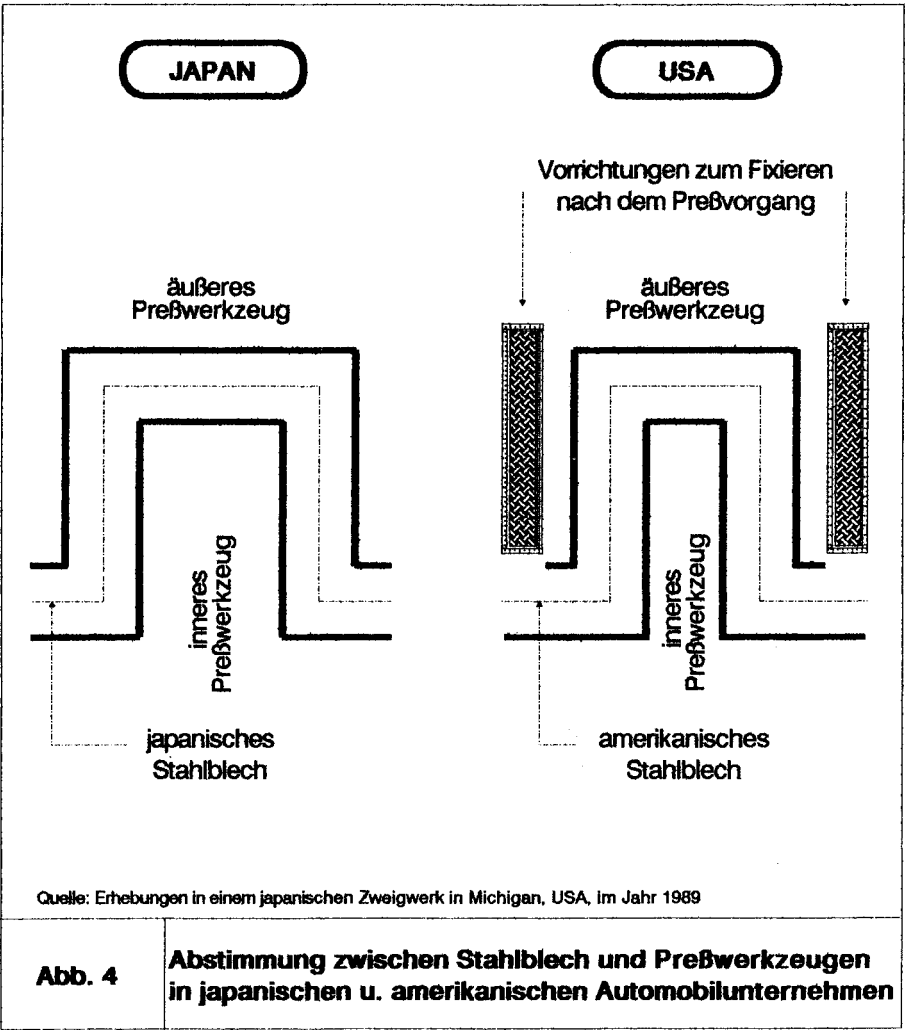 JAPAN
USA
Vorrichtungen zum Fixieren
nach dem Preßvorgang
äußeres
Preßwerkzeug
äußeres
Preßwerkzeug
inneres
Preßwerkzeug
inneres
Preßwerkzeug
japanisches
Stahlblech
amerikanisches
Stahlblech
Quelle: Erhebungen in einem japanischen Zweigwerk in Michigan, USA, im Jahr 1989
Abb. 4
Abstimmung zwischen Stahlblech und Preßwerkzeugen
in japanischen u. amerikanischen Automobilunternehmen